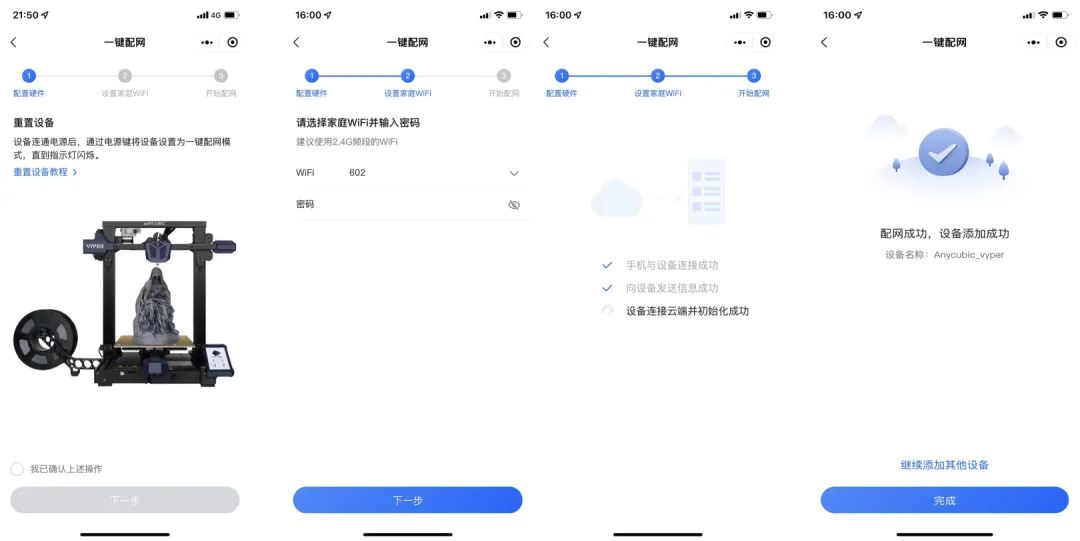 21:50
4G
一键配网
1
2
3
配置硬件
设置家庭WiFi
开始配网
重置设备
设备连通电源后，通过电源键将设备设置为一键配网模
式，直到指示灯闪烁。
重置设备教程 >
ANYCUBIC
VYPER
我已确认上述操作
下一步
16:00
一键配网
1
2
3
配置硬件
设置家庭WiFi
开始配网
请选择家庭WiFi并输入密码
建议使用2.4G频段的WiFi
WiFi 602
密码
下一步
16:00
一键配网
1
2
3
配置硬件
设置家庭WiFi
开始配网
手机与设备连接成功
向设备发送信息成功
设备连接云端并初始化成功
16:00
一键配网
配网成功，设备添加成功
设备名称：Anycubic_vyper
继续添加其他设备
完成